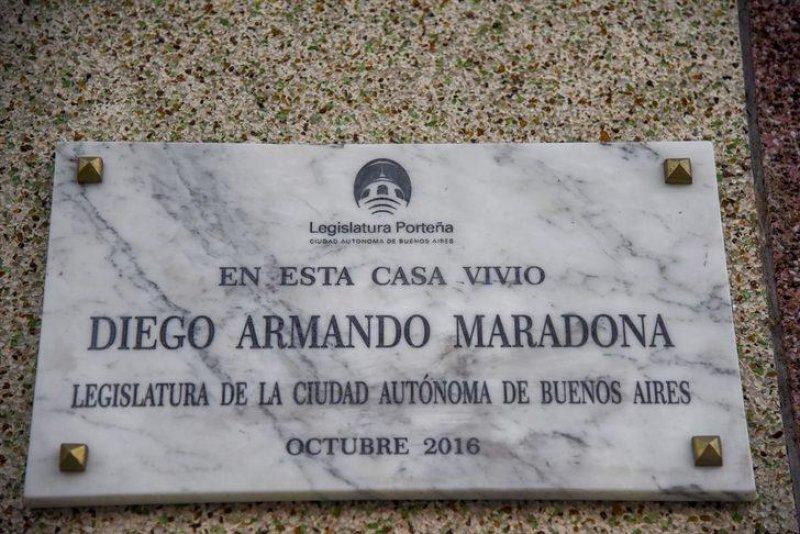 Legislatura Porteña
CIUDAD AUTONOMA DE BUENOS AIRES
EN ESTA CASA VIVIO
DIEGO ARMANDO MARADONA
LEGISLATURA DE LA CIUDAD AUTÓNOMA DE BUENOS AIRES
OCTUBRE 2016